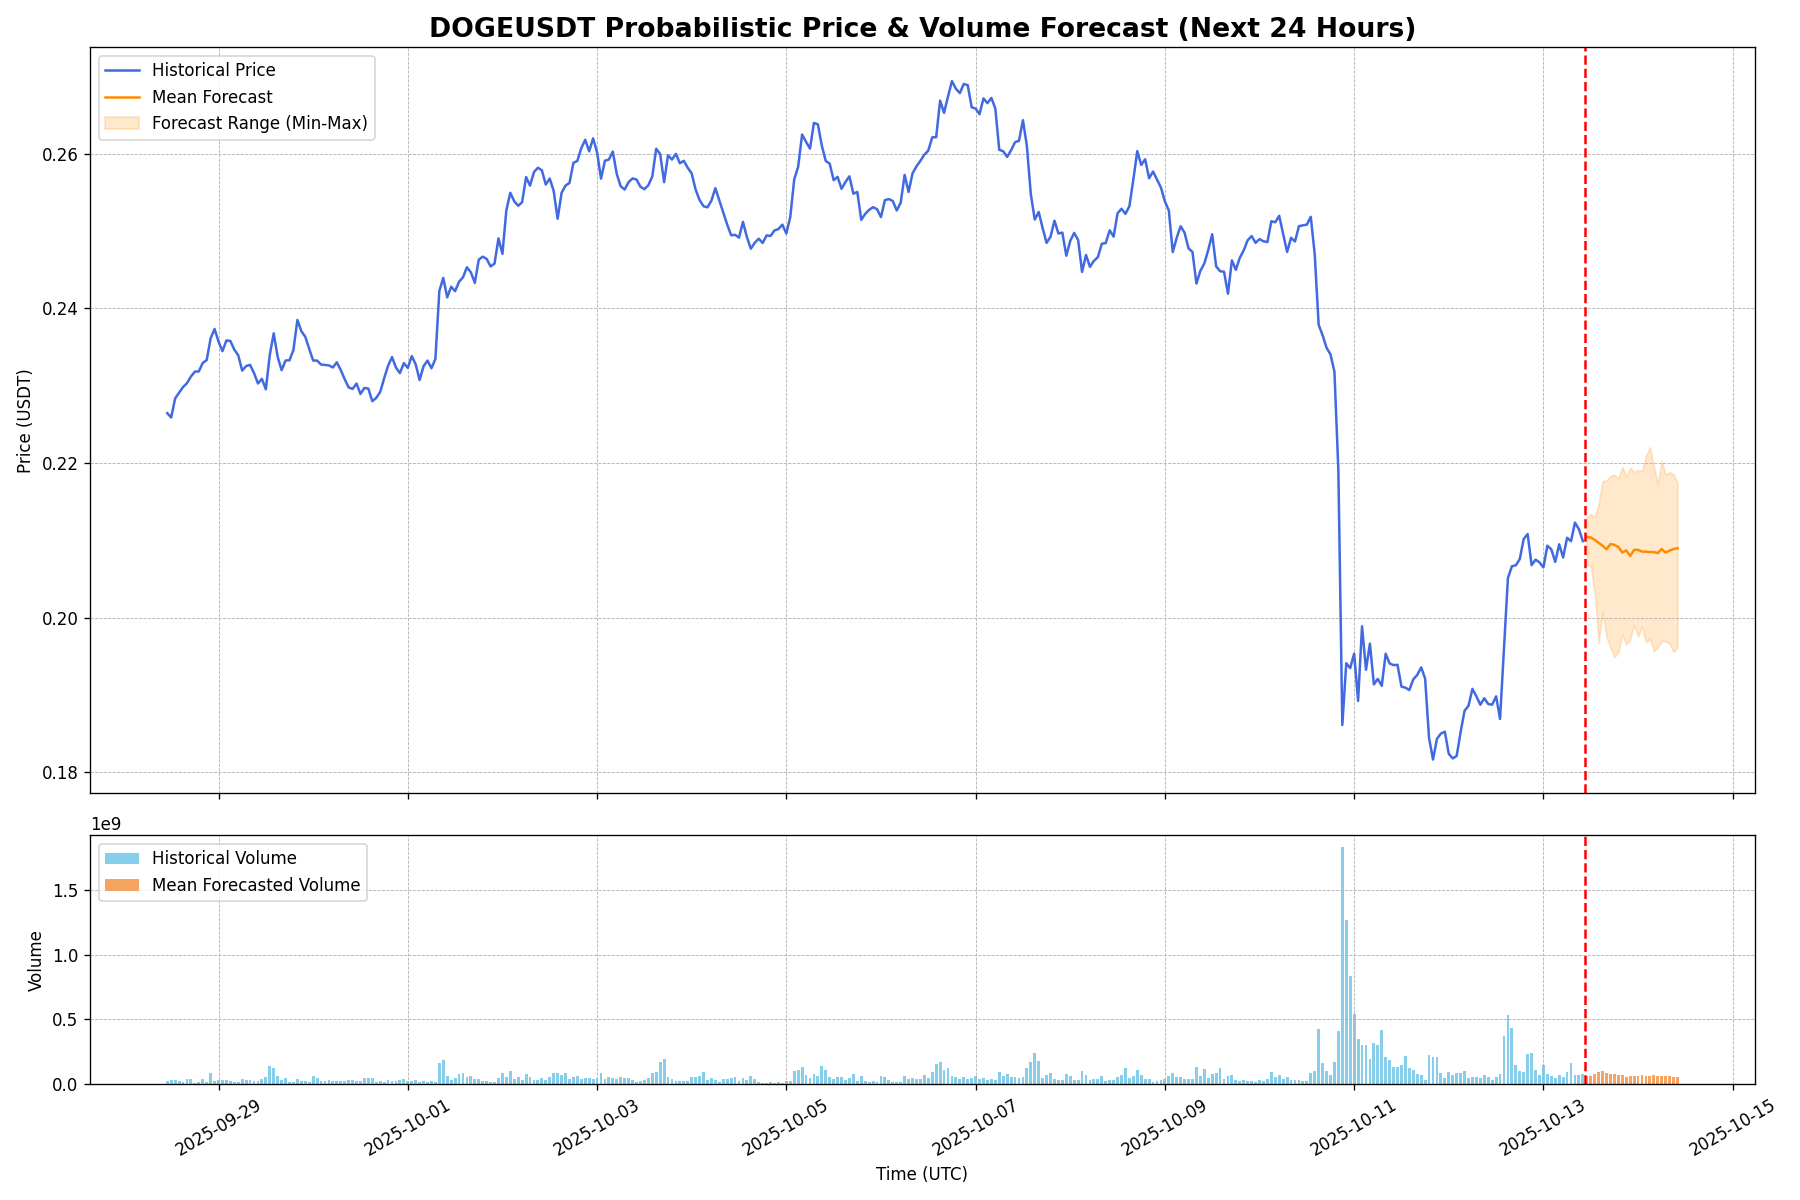 DOGEUSDT Probabilistic Price & Volume Forecast (Next 24 Hours)
Historical Price
Mean Forecast
Forecast Range (Min-Max)
Price (USDT)
0.26
0.24
0.22
0.20
0.18
1e9
Historical Volume
Mean Forecasted Volume
Volume
1.5
1.0
0.5
0.0
2025-09-29
2025-10-01
2025-10-03
2025-10-05
2025-10-07
2025-10-09
2025-10-11
2025-10-13
2025-10-15
Time (UTC)